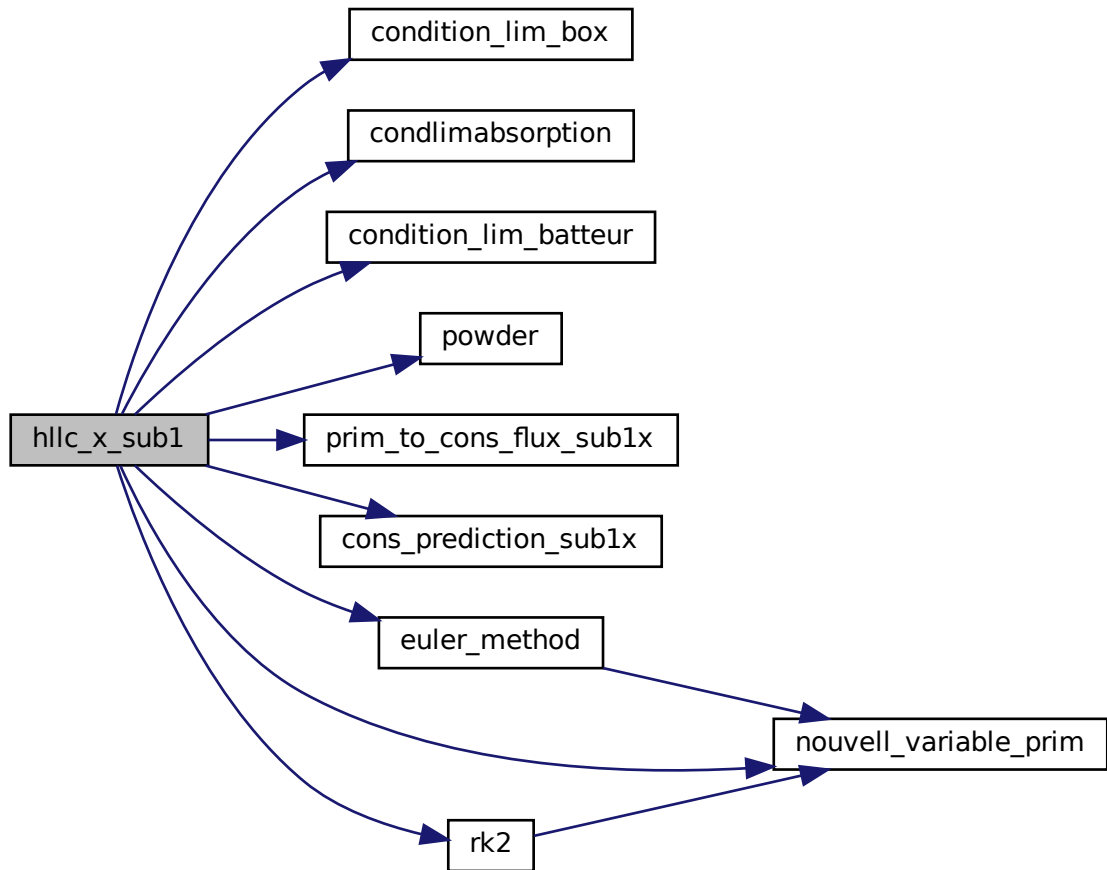 condition_lim_box
condlimabsorption
condition_lim_batteur
powder
hllc_x_sub1
prim_to_cons_flux_sub1x
cons_prediction_sub1x
euler_method
nouvell_variable_prim
rk2